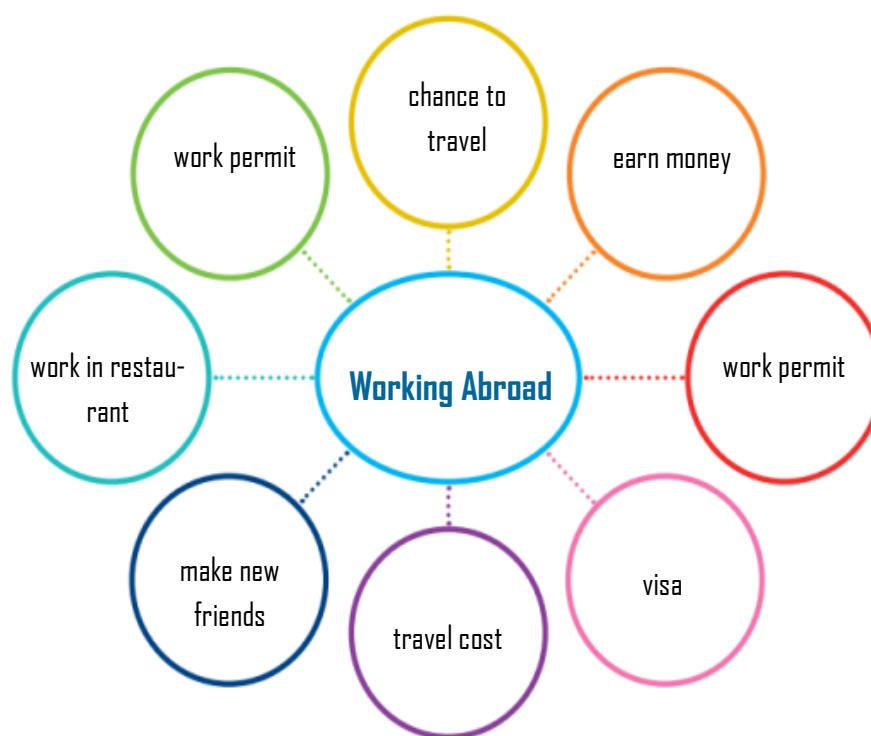 chance to
travel
work permit
earn money
work in restau-
rant
Working Abroad
work permit
make new
friends
travel cost
visa